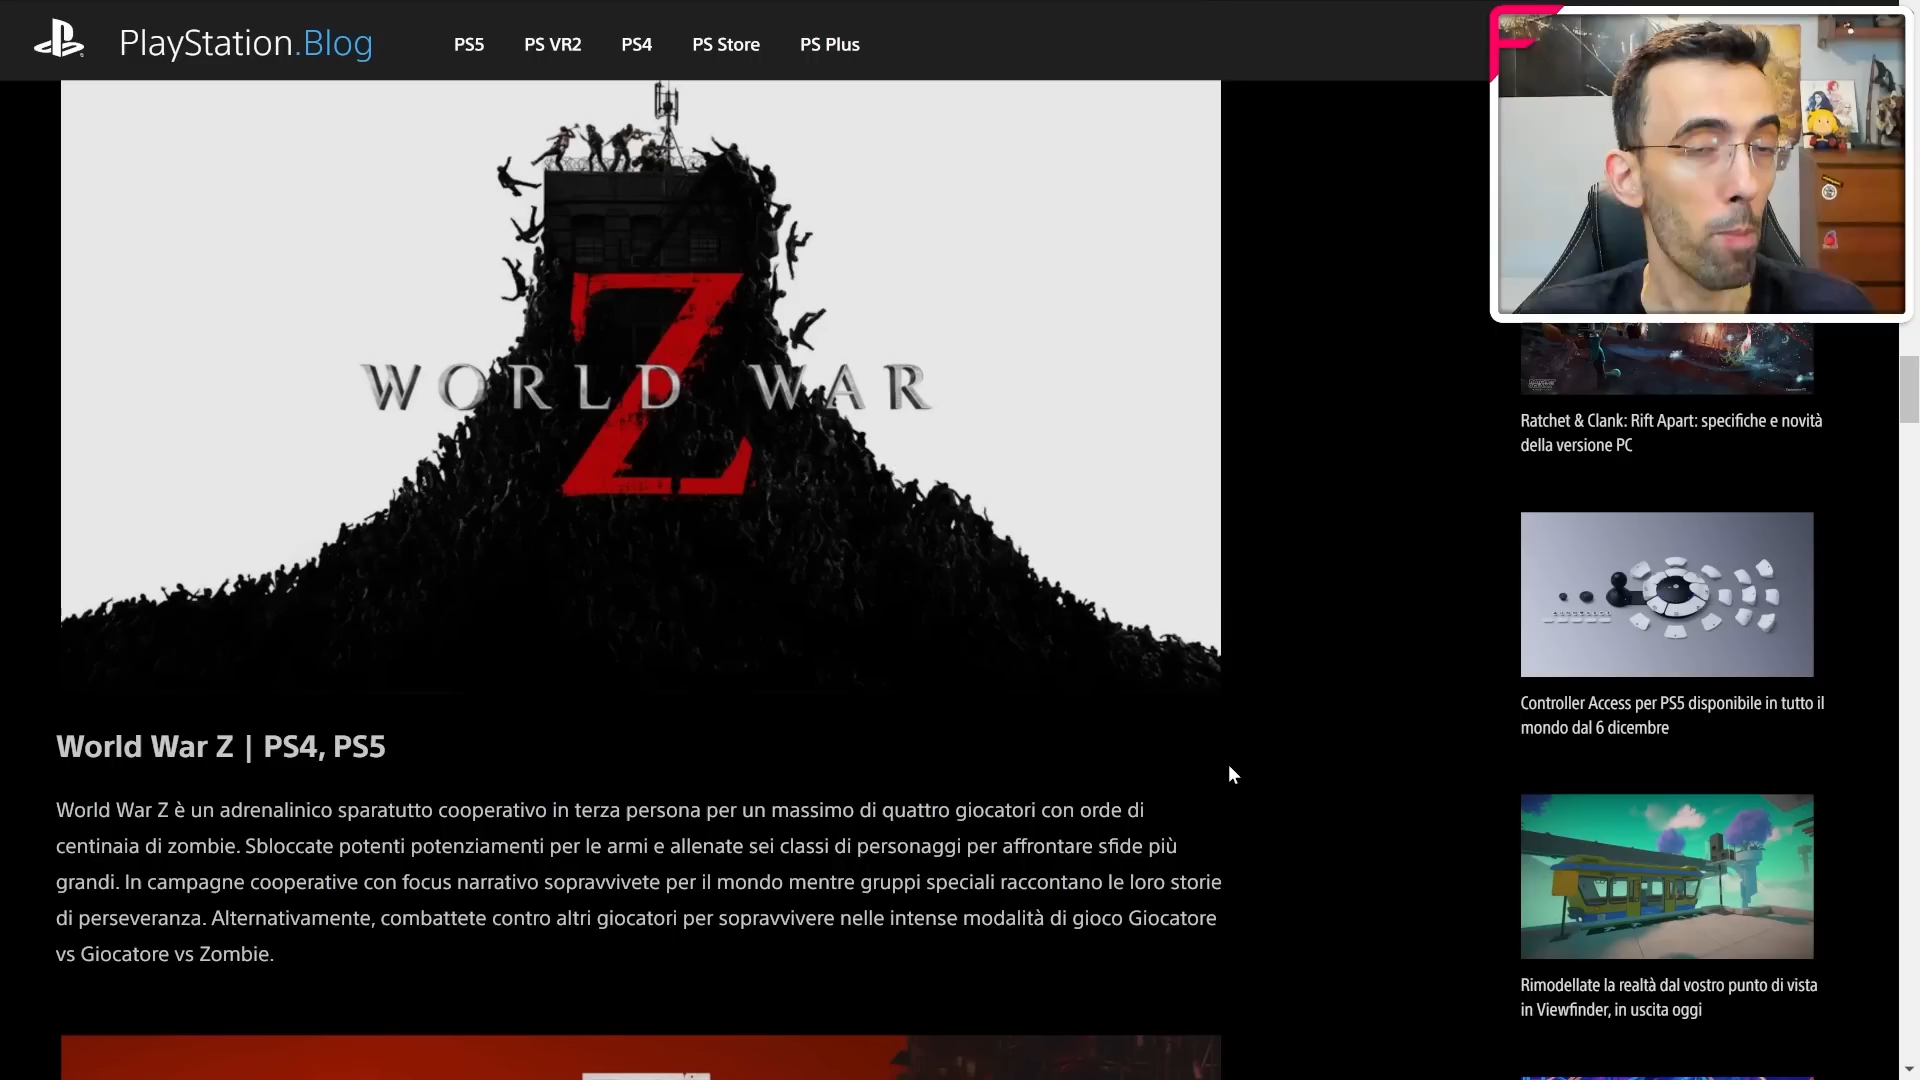 PlayStation.Blog
PS5
PS VR2
PS4
PS Store
PS Plus
Z
WORLD WAR
World War Z | PS4, PS5
World War Z è un adrenalinico sparatutto cooperativo in terza persona per un massimo di quattro giocatori con orde di
centinaia di zombie. Sbloccate potenti potenziamenti per le armi e allenate sei classi di personaggi per affrontare sfide più
grandi. In campagne cooperative con focus narrativo sopravvivete per il mondo mentre gruppi speciali raccontano le loro storie
di perseveranza. Alternativamente, combattete contro altri giocatori per sopravvivere nelle intense modalità di gioco Giocatore
vs Giocatore vs Zombie.
Ratchet & Clank: Rift Apart: specifiche e novità
della versione PC
Controller Access per PS5 disponibile in tutto il
mondo dal 6 dicembre
Rimodellate la realtà dal vostro punto di vista
in Viewfinder, in uscita oggi